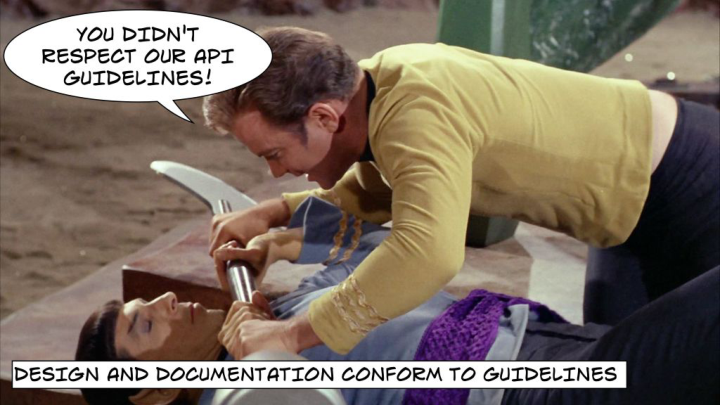 YOU DIDN'T
RESPECT OUR API
GUIDELINES!
DESIGN AND DOCUMENTATION CONFORM TO GUIDELINES